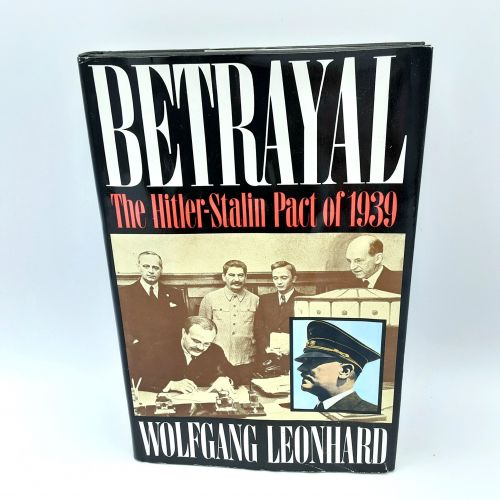 BETRAYAL
The Hitler-Stalin Pact of 1939
WOLFGANG LEONHARD